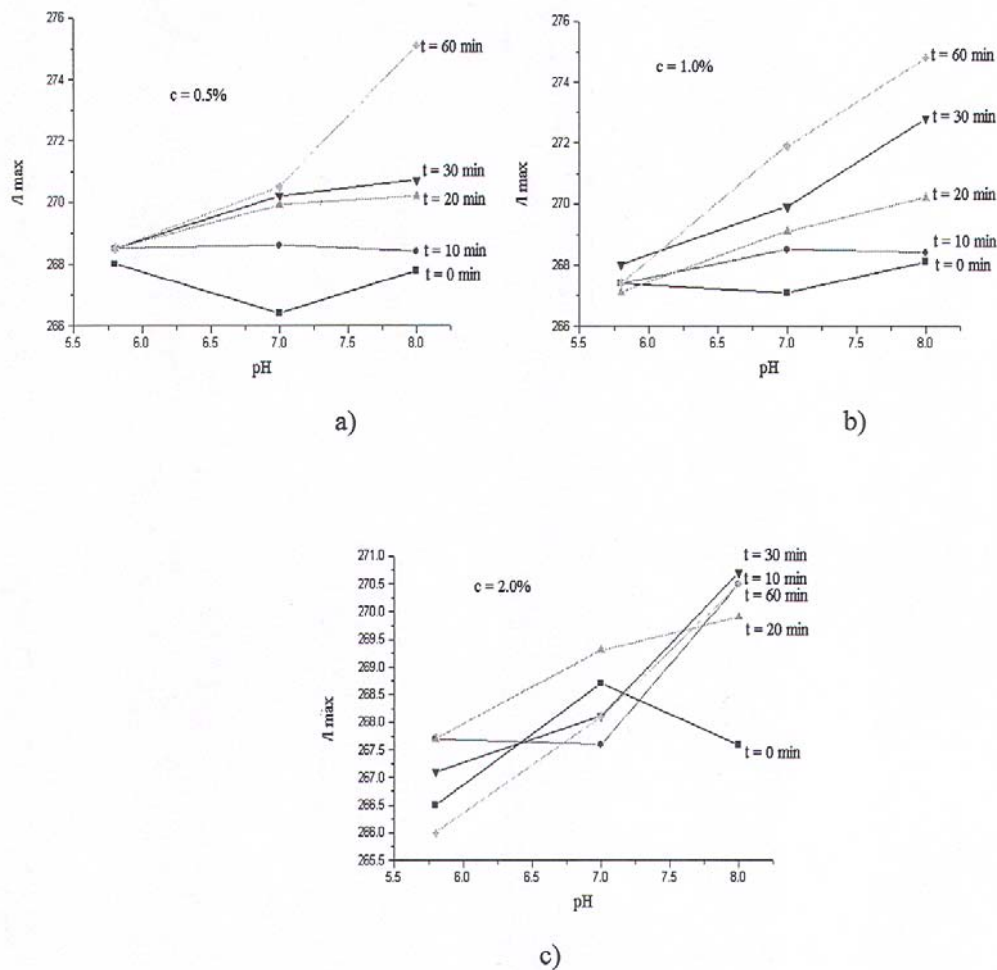 276
274
272
270
268
266
Λ max
c = 0.5%
t = 60 min
t = 30 min
t = 20 min
t = 10 min
t = 0 min
5.5 6.0 6.5 7.0 7.5 8.0
pH
a)
276
274
272
270
268
266
Λ max
c = 1.0%
t = 60 min
t = 30 min
t = 20 min
t = 10 min
t = 0 min
5.5 6.0 6.5 7.0 7.5 8.0
pH
b)
271.0
270.5
270.0
269.5
269.0
268.5
268.0
267.5
267.0
266.5
266.0
265.5
Λ max
c = 2.0%
t = 30 min
t = 10 min
t = 60 min
t = 20 min
t = 0 min
5.5 6.0 6.5 7.0 7.5 8.0
pH
c)